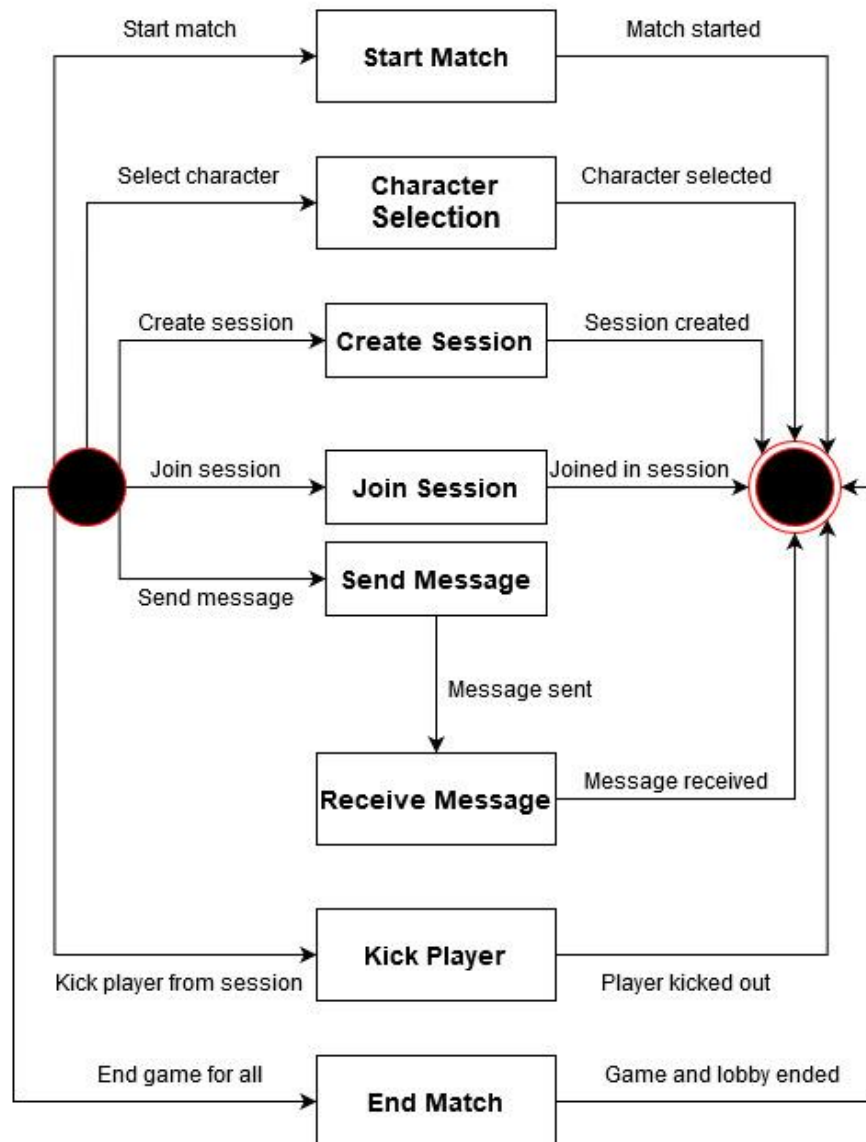 Start match
Start Match
Match started
Select character
Character
Selection
Character selected
Create session
Create Session
Session created
Join session
Join Session
Joined in session
Send message
Send Message
Message sent
Receive Message
Message received
Kick player from session
Kick Player
Player kicked out
End game for all
End Match
Game and lobby ended